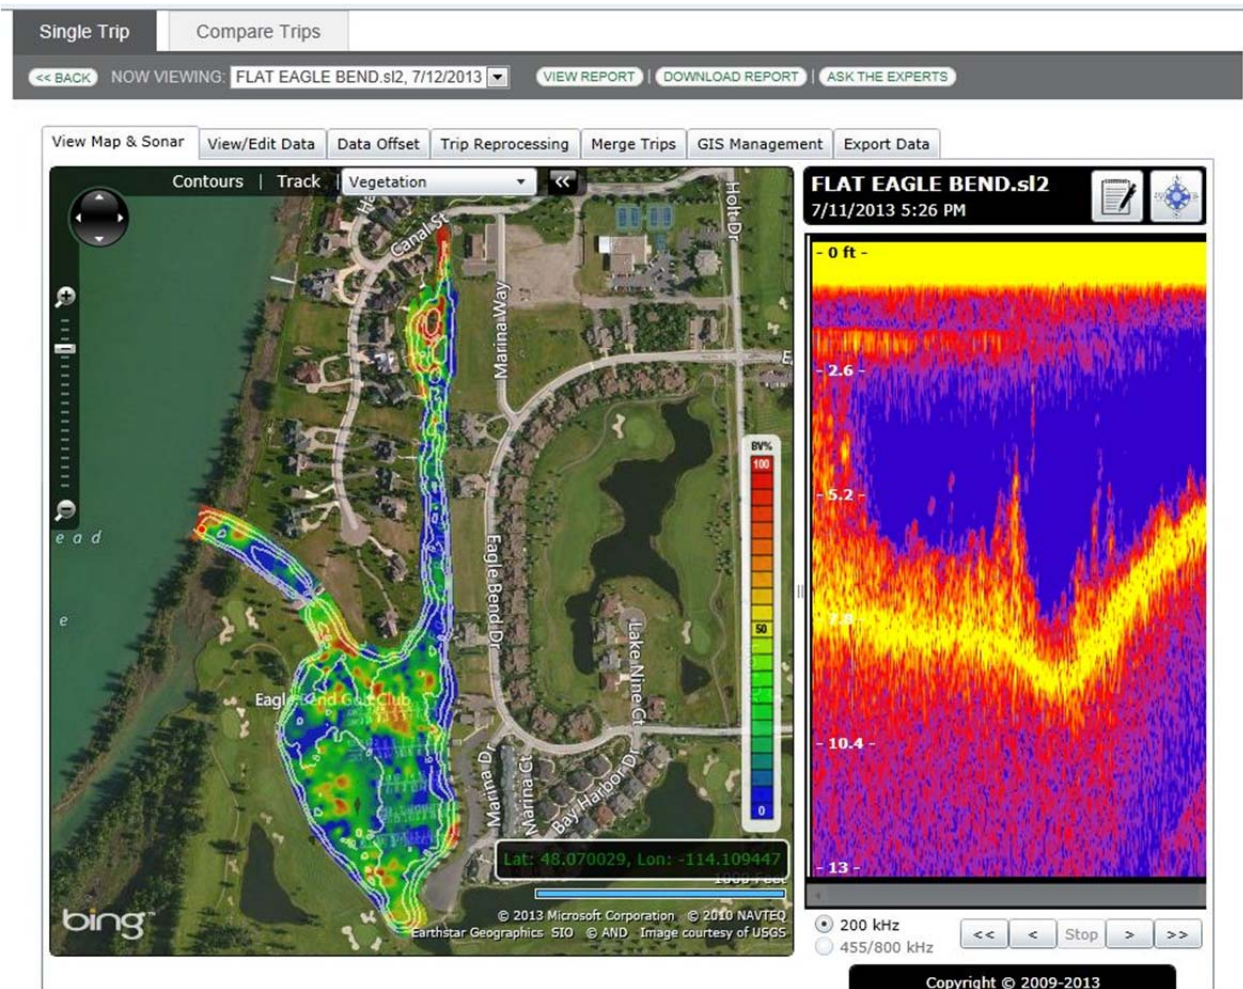 Single Trip
Compare Trips
<< BACK
NOW VIEWING:
FLAT EAGLE BEND.sl2, 7/12/2013
VIEW REPORT | DOWNLOAD REPORT | ASK THE EXPERTS
View Map & Sonar
View/Edit Data
Data Offset
Trip Reprocessing
Merge Trips
GIS Management
Export Data
Contours | Track |
Vegetation
<<
FLAT EAGLE BEND.sl2
7/11/2013 5:26 PM
Canal St
Holt Dr
Marina Way
E
Eagle Bend Dr
Lake Nine Ct
Eagle Bend Golf Club
Marina Dr
Marina Ct
Bay Harbor Dr
e a d
e
BV%
100
50
0
Lat: 48.070029, Lon: -114.109447
1000 Feet
bing
© 2013 Microsoft Corporation © 2010 NAVTEQ
Earthstar Geographics SIO © AND Image courtesy of USGS
- 0 ft -
- 2.6 -
- 5.2 -
- 7.8 -
- 10.4 -
- 13 -
200 kHz
455/800 kHz
<<
<
Stop
>
>>
Copyright © 2009-2013